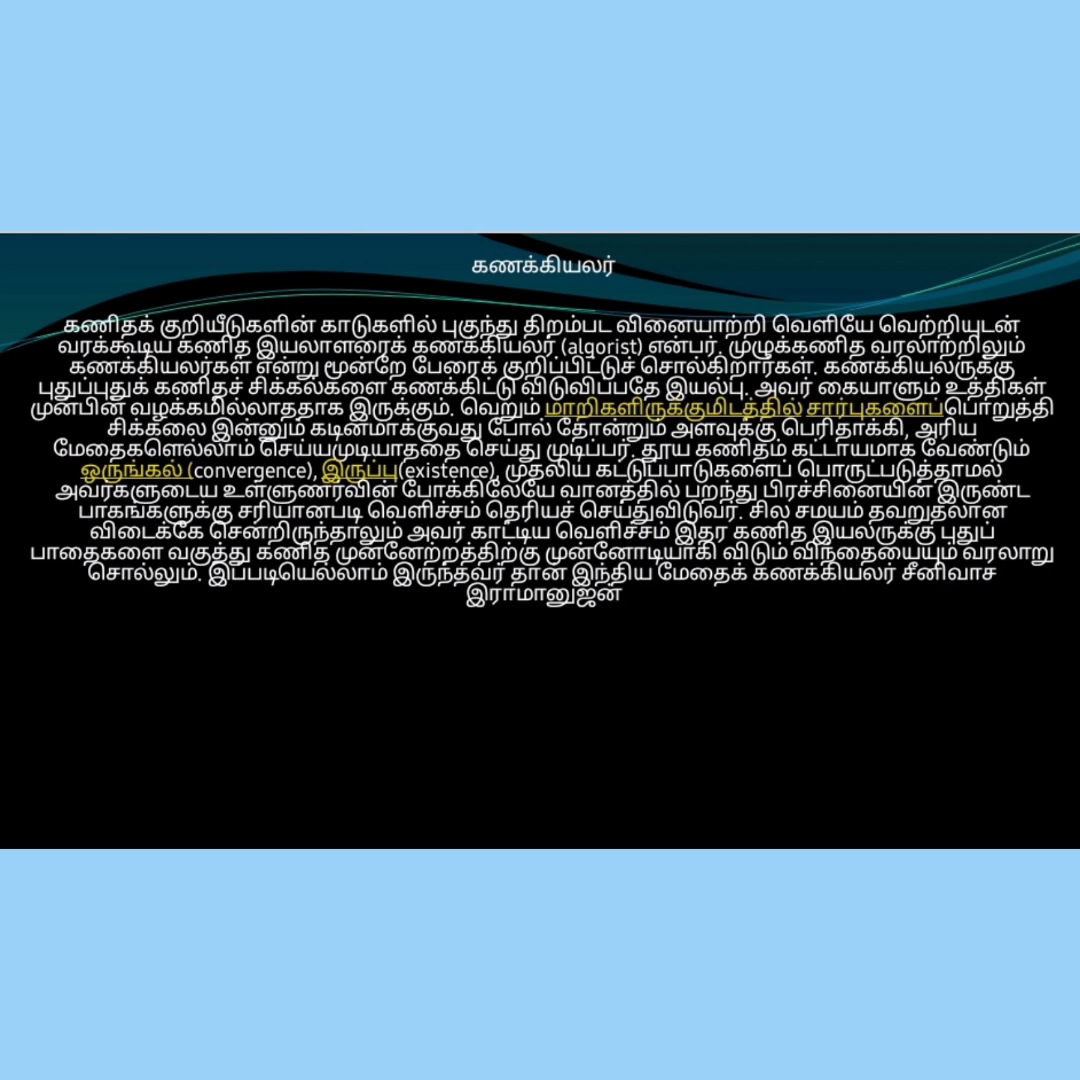 கணக்கியலர்
கணிதக் குறியீடுகளின் காடுகளில் புகுந்து திறம்பட வினையாற்றி வெளியே வெற்றியுடன்
வரக்கூடிய கணித இயலாளரைக் கணக்கியலர் (algorist) என்பர். முழுக்கணித வரலாற்றிலும்
கணக்கியலர்கள் என்று மூன்றே பேரைக் குறிப்பிட்டுச் சொல்கிறார்கள். கணக்கியலருக்கு
புதுப்புதுக் கணிதச் சிக்கல்களை கணக்கிட்டு விடுவிப்பதே இயல்பு. அவர் கையாளும் உத்திகள்
முன்பின் வழக்கமில்லாததாக இருக்கும். வெறும் மாறிகளிருக்குமிடத்தில் சார்புகளைப்பொறுத்தி
சிக்கலை இன்னும் கடினமாக்குவது போல் தோன்றும் அளவுக்கு பெரிதாக்கி, அரிய
மேதைகளெல்லாம் செய்யமுடியாததை செய்து முடிப்பர். தூய கணிதம் கட்டாயமாக வேண்டும்
ஒருங்கல் (convergence), இருப்பு(existence), முதலிய கட்டுப்பாடுகளைப் பொருட்படுத்தாமல்
அவர்களுடைய உள்ளுணர்வின் போக்கிலேயே வானத்தில் பறந்து பிரச்சினையின் இருண்ட
பாகங்களுக்கு சரியானபடி வெளிச்சம் தெரியச் செய்துவிடுவர். சில சமயம் தவறுதலான
விடைக்கே சென்றிருந்தாலும் அவர் காட்டிய வெளிச்சம் இதர கணித இயலருக்கு புதுப்
பாதைகளை வகுத்து கணித முன்னேற்றத்திற்கு முன்னோடியாகி விடும் விந்தையையும் வரலாறு
சொல்லும். இப்படியெல்லாம் இருந்தவர் தான் இந்திய மேதைக் கணக்கியலர் சீனிவாச
இராமானுஜன்